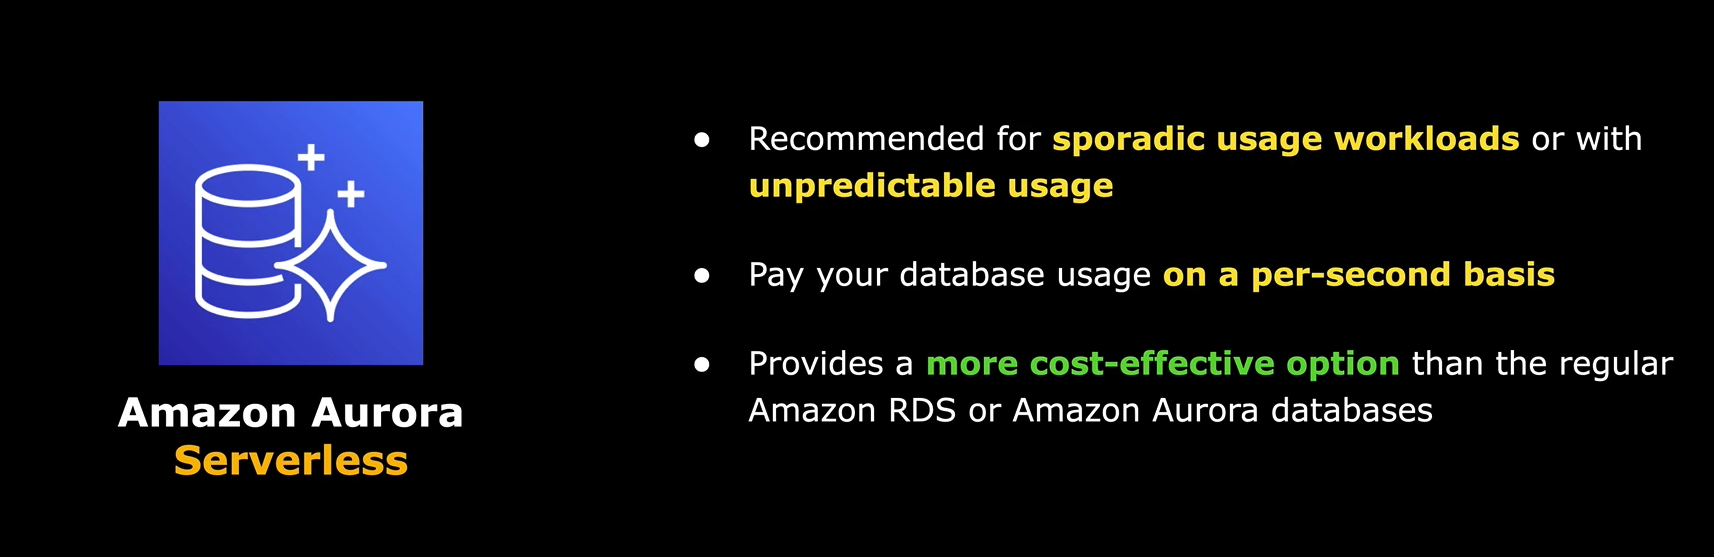 Amazon Aurora
Serverless
● Recommended for sporadic usage workloads or with
unpredictable usage
● Pay your database usage on a per-second basis
● Provides a more cost-effective option than the regular
Amazon RDS or Amazon Aurora databases